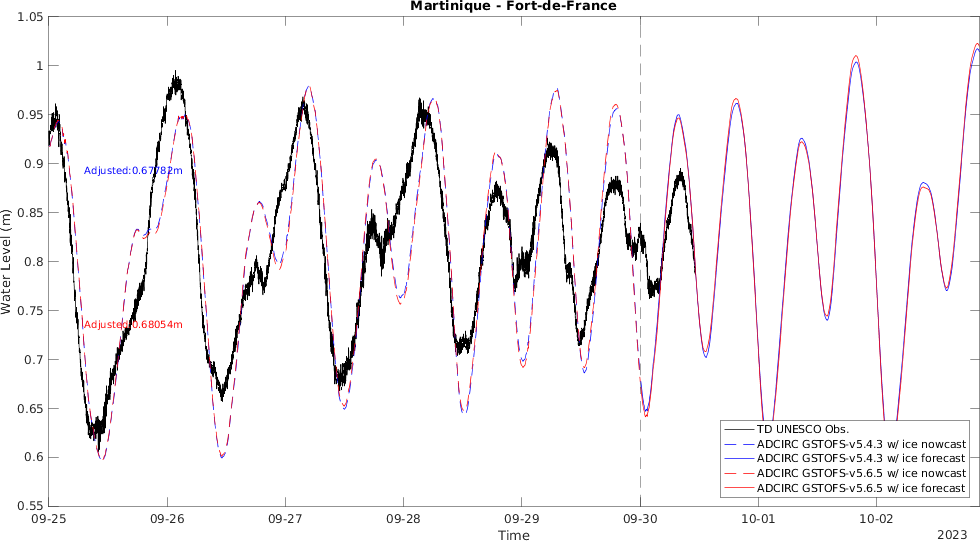 Martinique - Fort-de-France
1.05
1
0.95
0.9
0.85
0.8
0.75
0.7
0.65
0.6
0.55
Water Level (m)
Adjusted:0.67782m
Adjusted:0.68054m
TD UNESCO Obs.
ADCIRC GSTOFS-v5.4.3 w/ ice nowcast
ADCIRC GSTOFS-v5.4.3 w/ ice forecast
ADCIRC GSTOFS-v5.6.5 w/ ice nowcast
ADCIRC GSTOFS-v5.6.5 w/ ice forecast
09-25 09-26 09-27 09-28 09-29 09-30 10-01 10-02
Time
2023